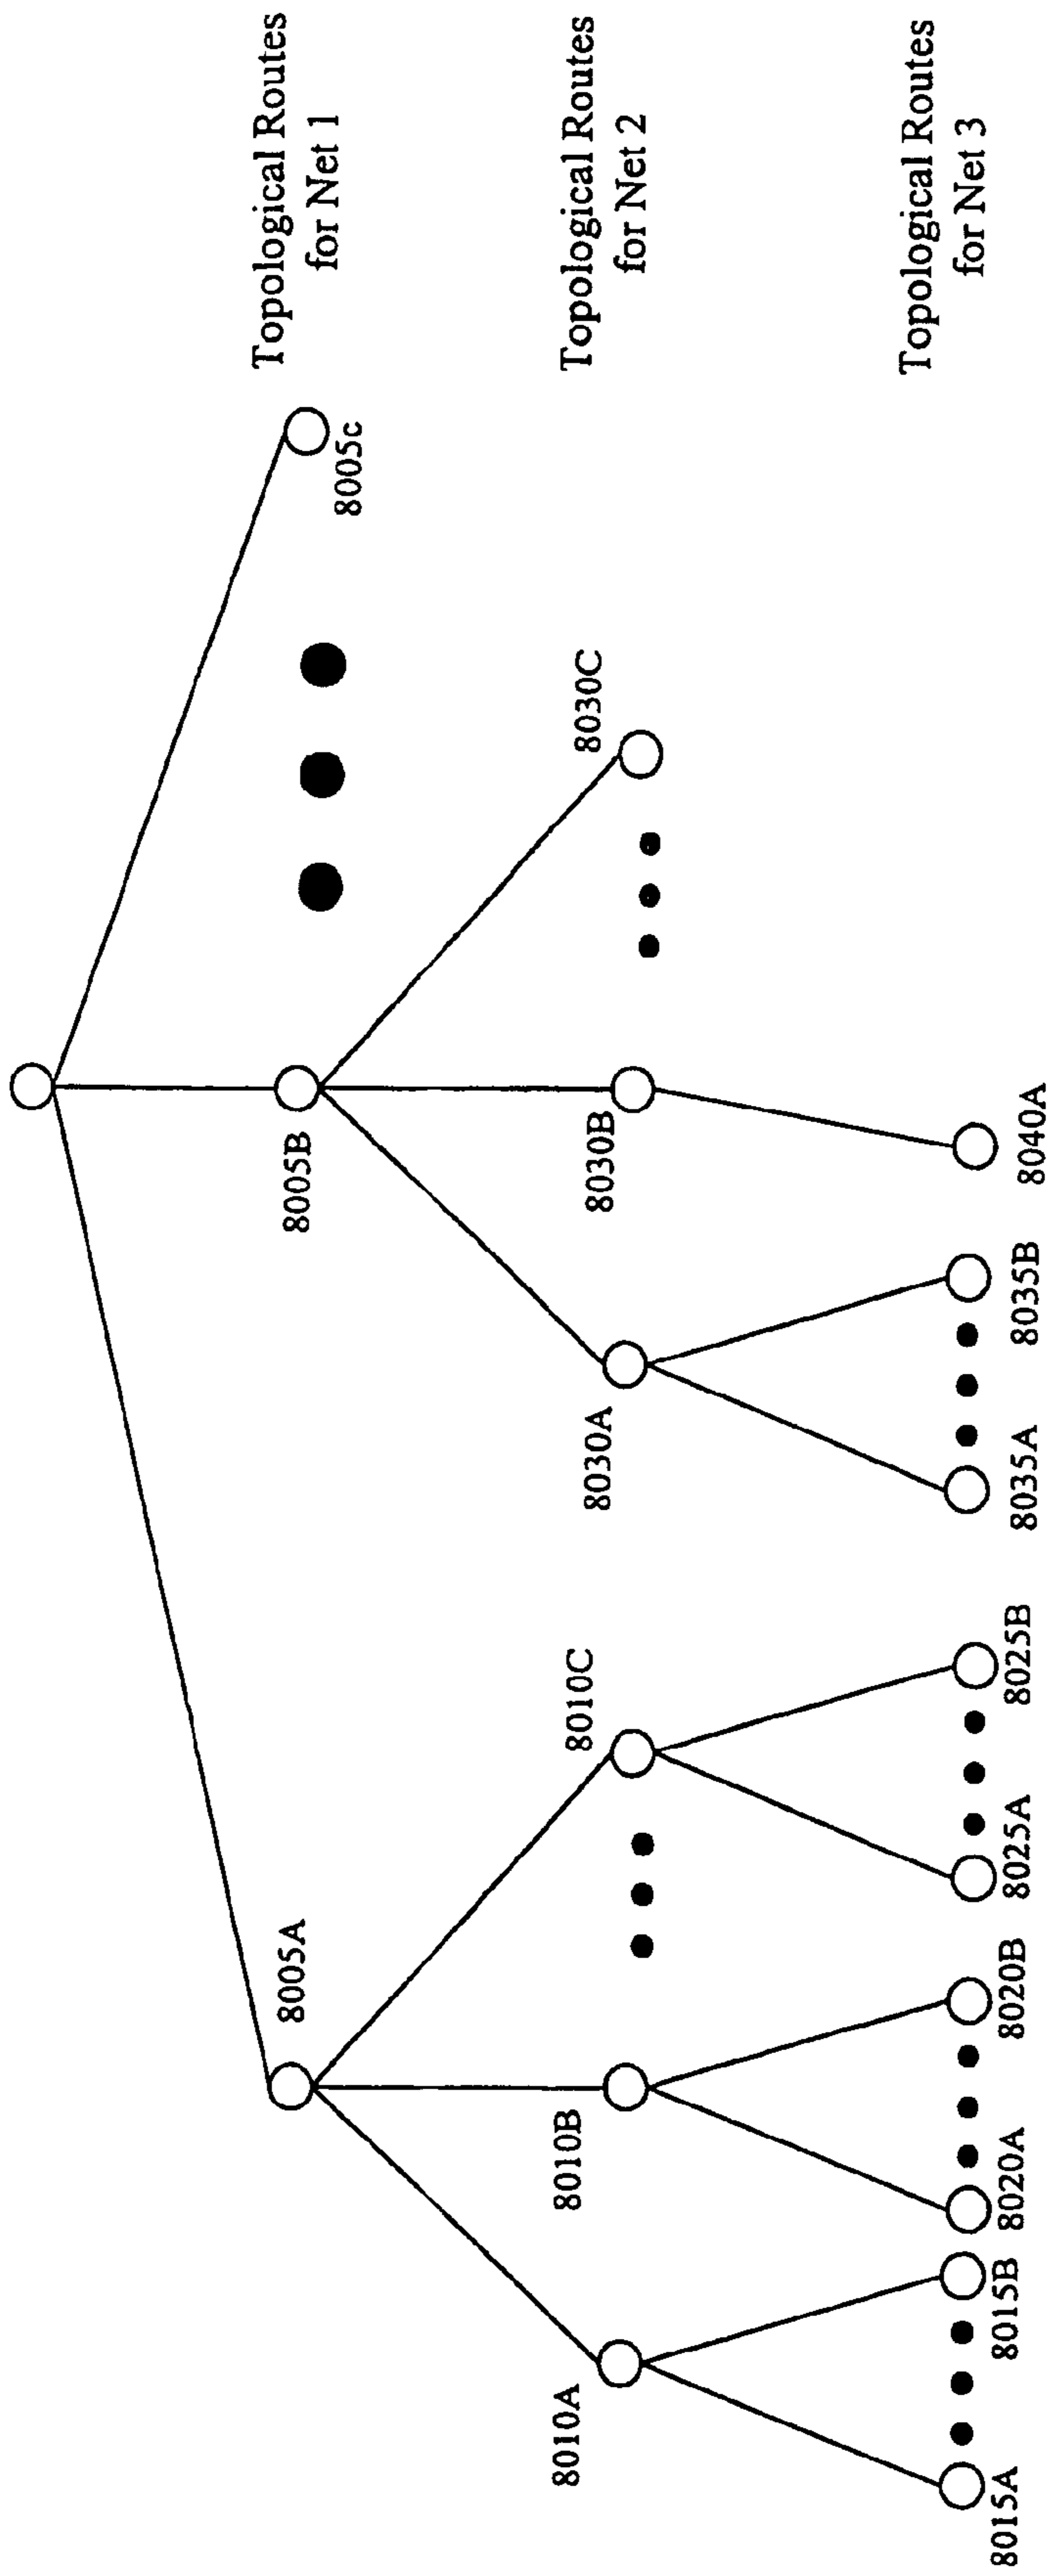 Topological Routes
for Net 1
8005A
8005B
8005c
Topological Routes
for Net 2
8010A
8010B
8010C
8030A
8030B
8030C
Topological Routes
for Net 3
8015A
8015B
8020A
8020B
8025A
8025B
8035A
8035B
8040A